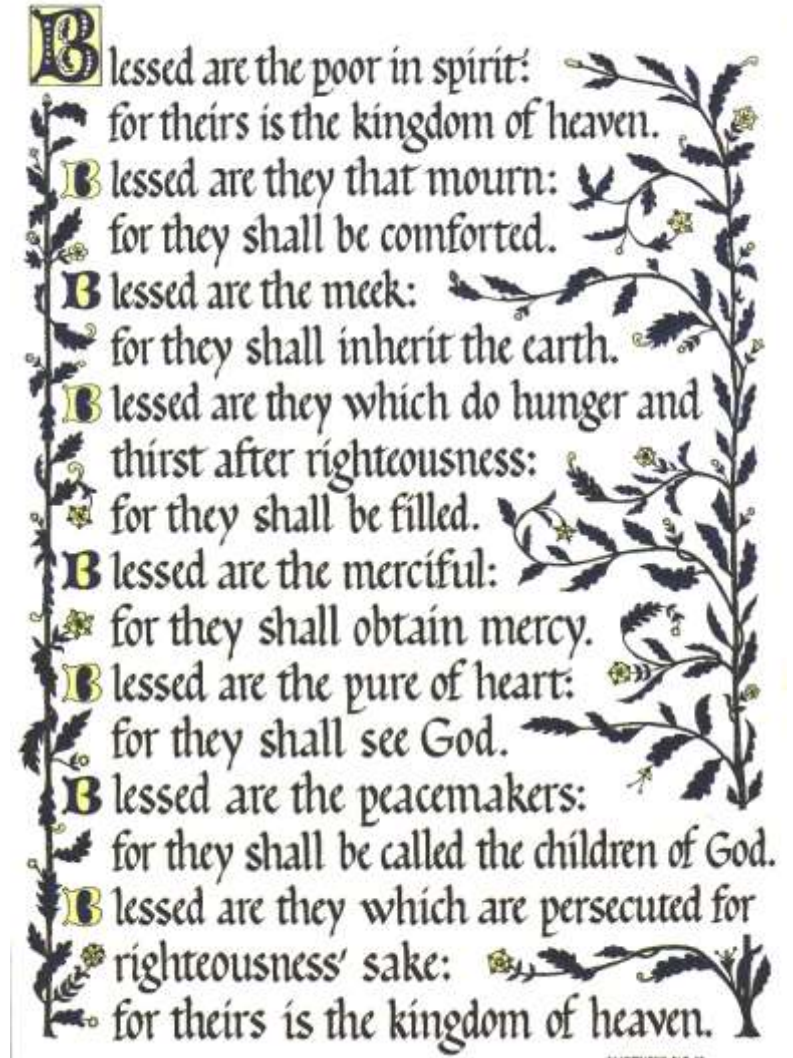 Blessed are the poor in spirit:
for theirs is the kingdom of heaven.
Blessed are they that mourn:
for they shall be comforted.
Blessed are the meek:
for they shall inherit the earth.
Blessed are they which do hunger and
thirst after righteousness:
for they shall be filled.
Blessed are the merciful:
for they shall obtain mercy.
Blessed are the pure of heart:
for they shall see God.
Blessed are the peacemakers:
for they shall be called the children of God.
Blessed are they which are persecuted for
righteousness' sake:
for theirs is the kingdom of heaven.